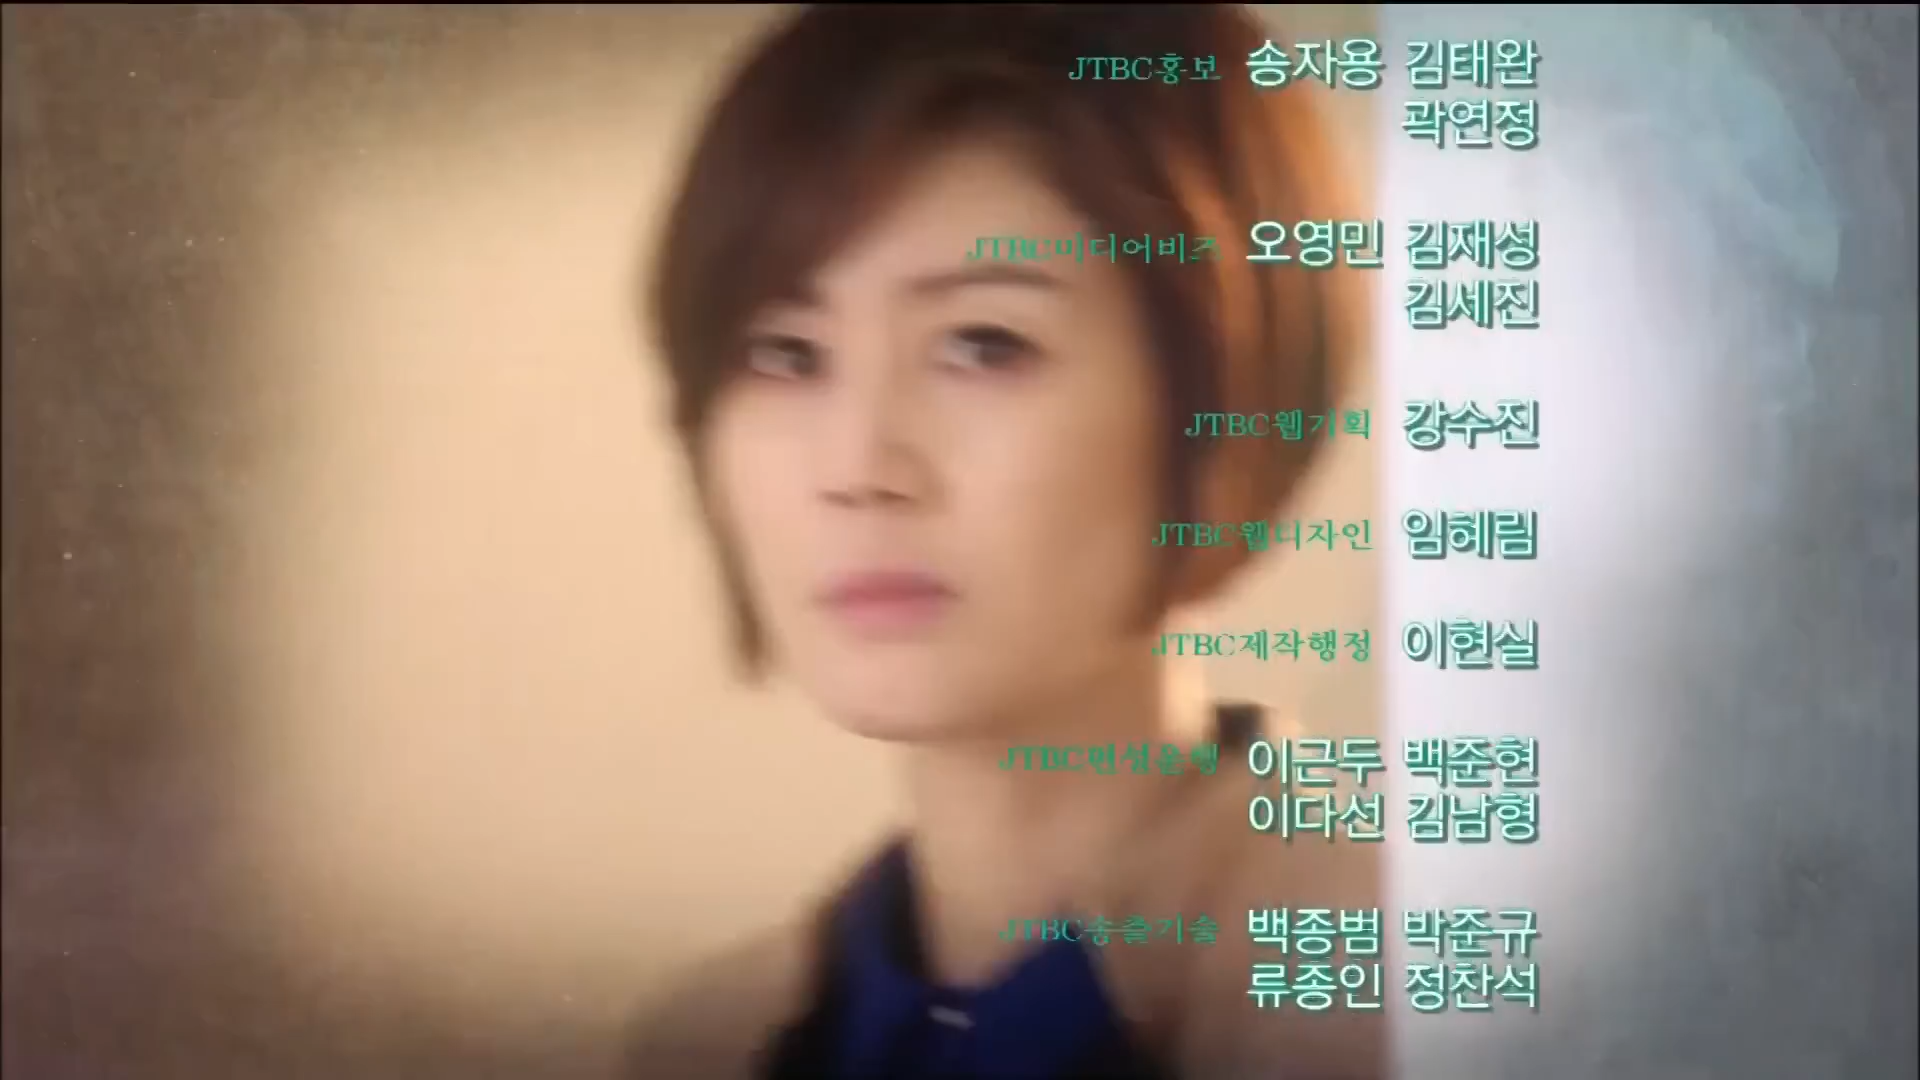 JTBC홍보 송자용 김태완
곽연정
JTBC미디어비즈 오영민 김재성
김세진
JTBC웹기획 강수진
JTBC웹디자인 임혜림
JTBC제작행정 이현실
JTBC편성운행 이근두 백준현
이다선 김남형
JTBC송출기술 백종범 박준규
류종인 정찬석